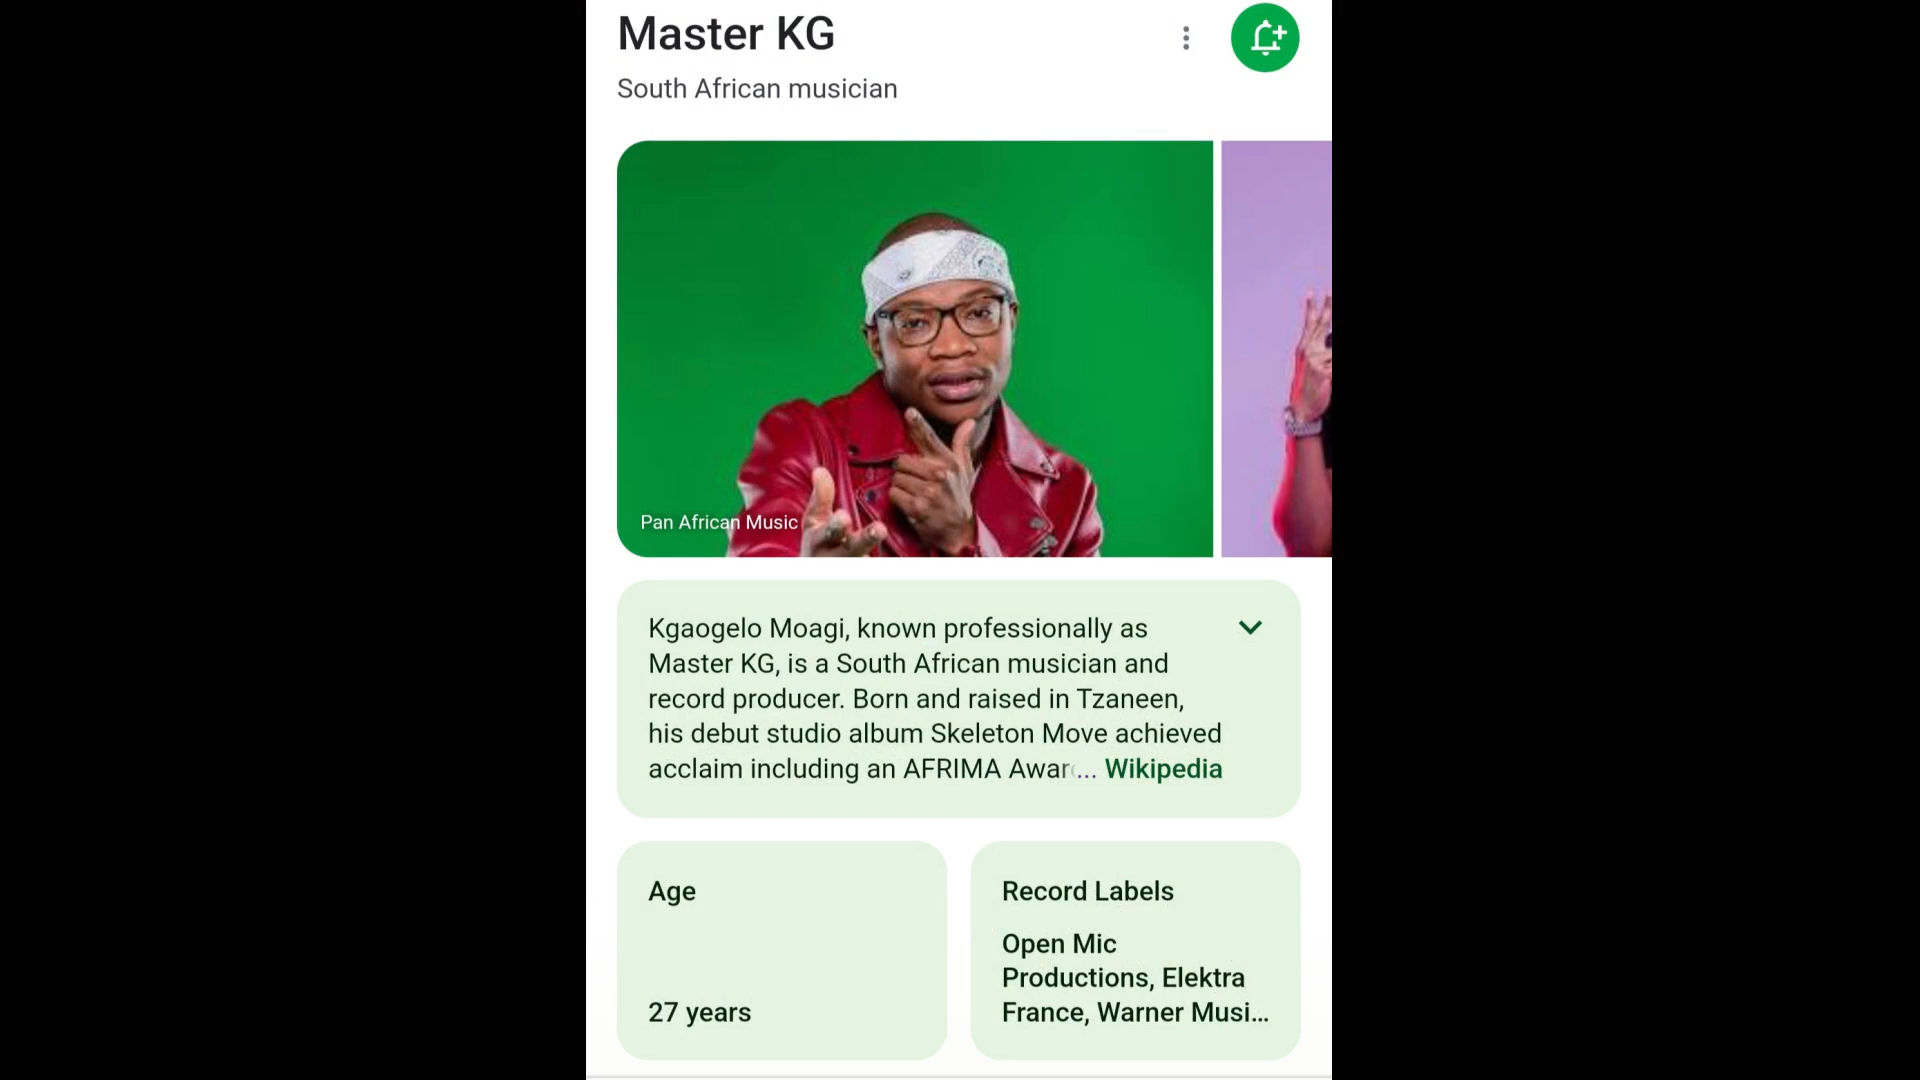 Master KG
South African musician
Pan African Music
Kgaogelo Moagi, known professionally as
Master KG, is a South African musician and
record producer. Born and raised in Tzaneen,
his debut studio album Skeleton Move achieved
acclaim including an AFRIMA Awar... Wikipedia
Age
27 years
Record Labels
Open Mic
Productions, Elektra
France, Warner Musi...